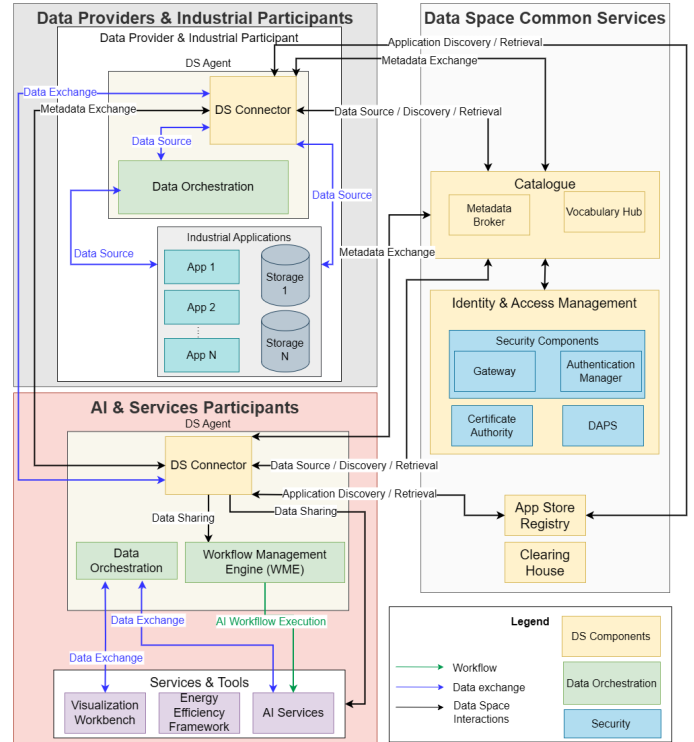 Data Providers & Industrial Participants
Data Provider & Industrial Participant
DS Agent
DS Connector
Data Exchange
Metadata Exchange
Data Source
Data Orchestration
Data Source
Data Source
Industrial Applications
App 1
App 2
App N
Storage
1
Storage
N
Application Discovery / Retrieval
Metadata Exchange
Data Source / Discovery / Retrieval
Metadata Exchange
Data Space Common Services
Catalogue
Metadata
Broker
Vocabulary Hub
Identity & Access Management
Security Components
Gateway
Authentication
Manager
Certificate
Authority
DAPS
App Store
Registry
Clearing
House
AI & Services Participants
DS Agent
DS Connector
Data Source / Discovery / Retrieval
Application Discovery / Retrieval
Data Sharing
Data Sharing
Data
Orchestration
Workflow Management
Engine (WME)
Data Exchange
AI Workfllow Execution
Data Exchange
Services & Tools
Visualization
Workbench
Energy
Efficiency
Framework
AI Services
Legend
Workflow
Data exchange
Data Space
Interactions
DS Components
Data Orchestration
Security